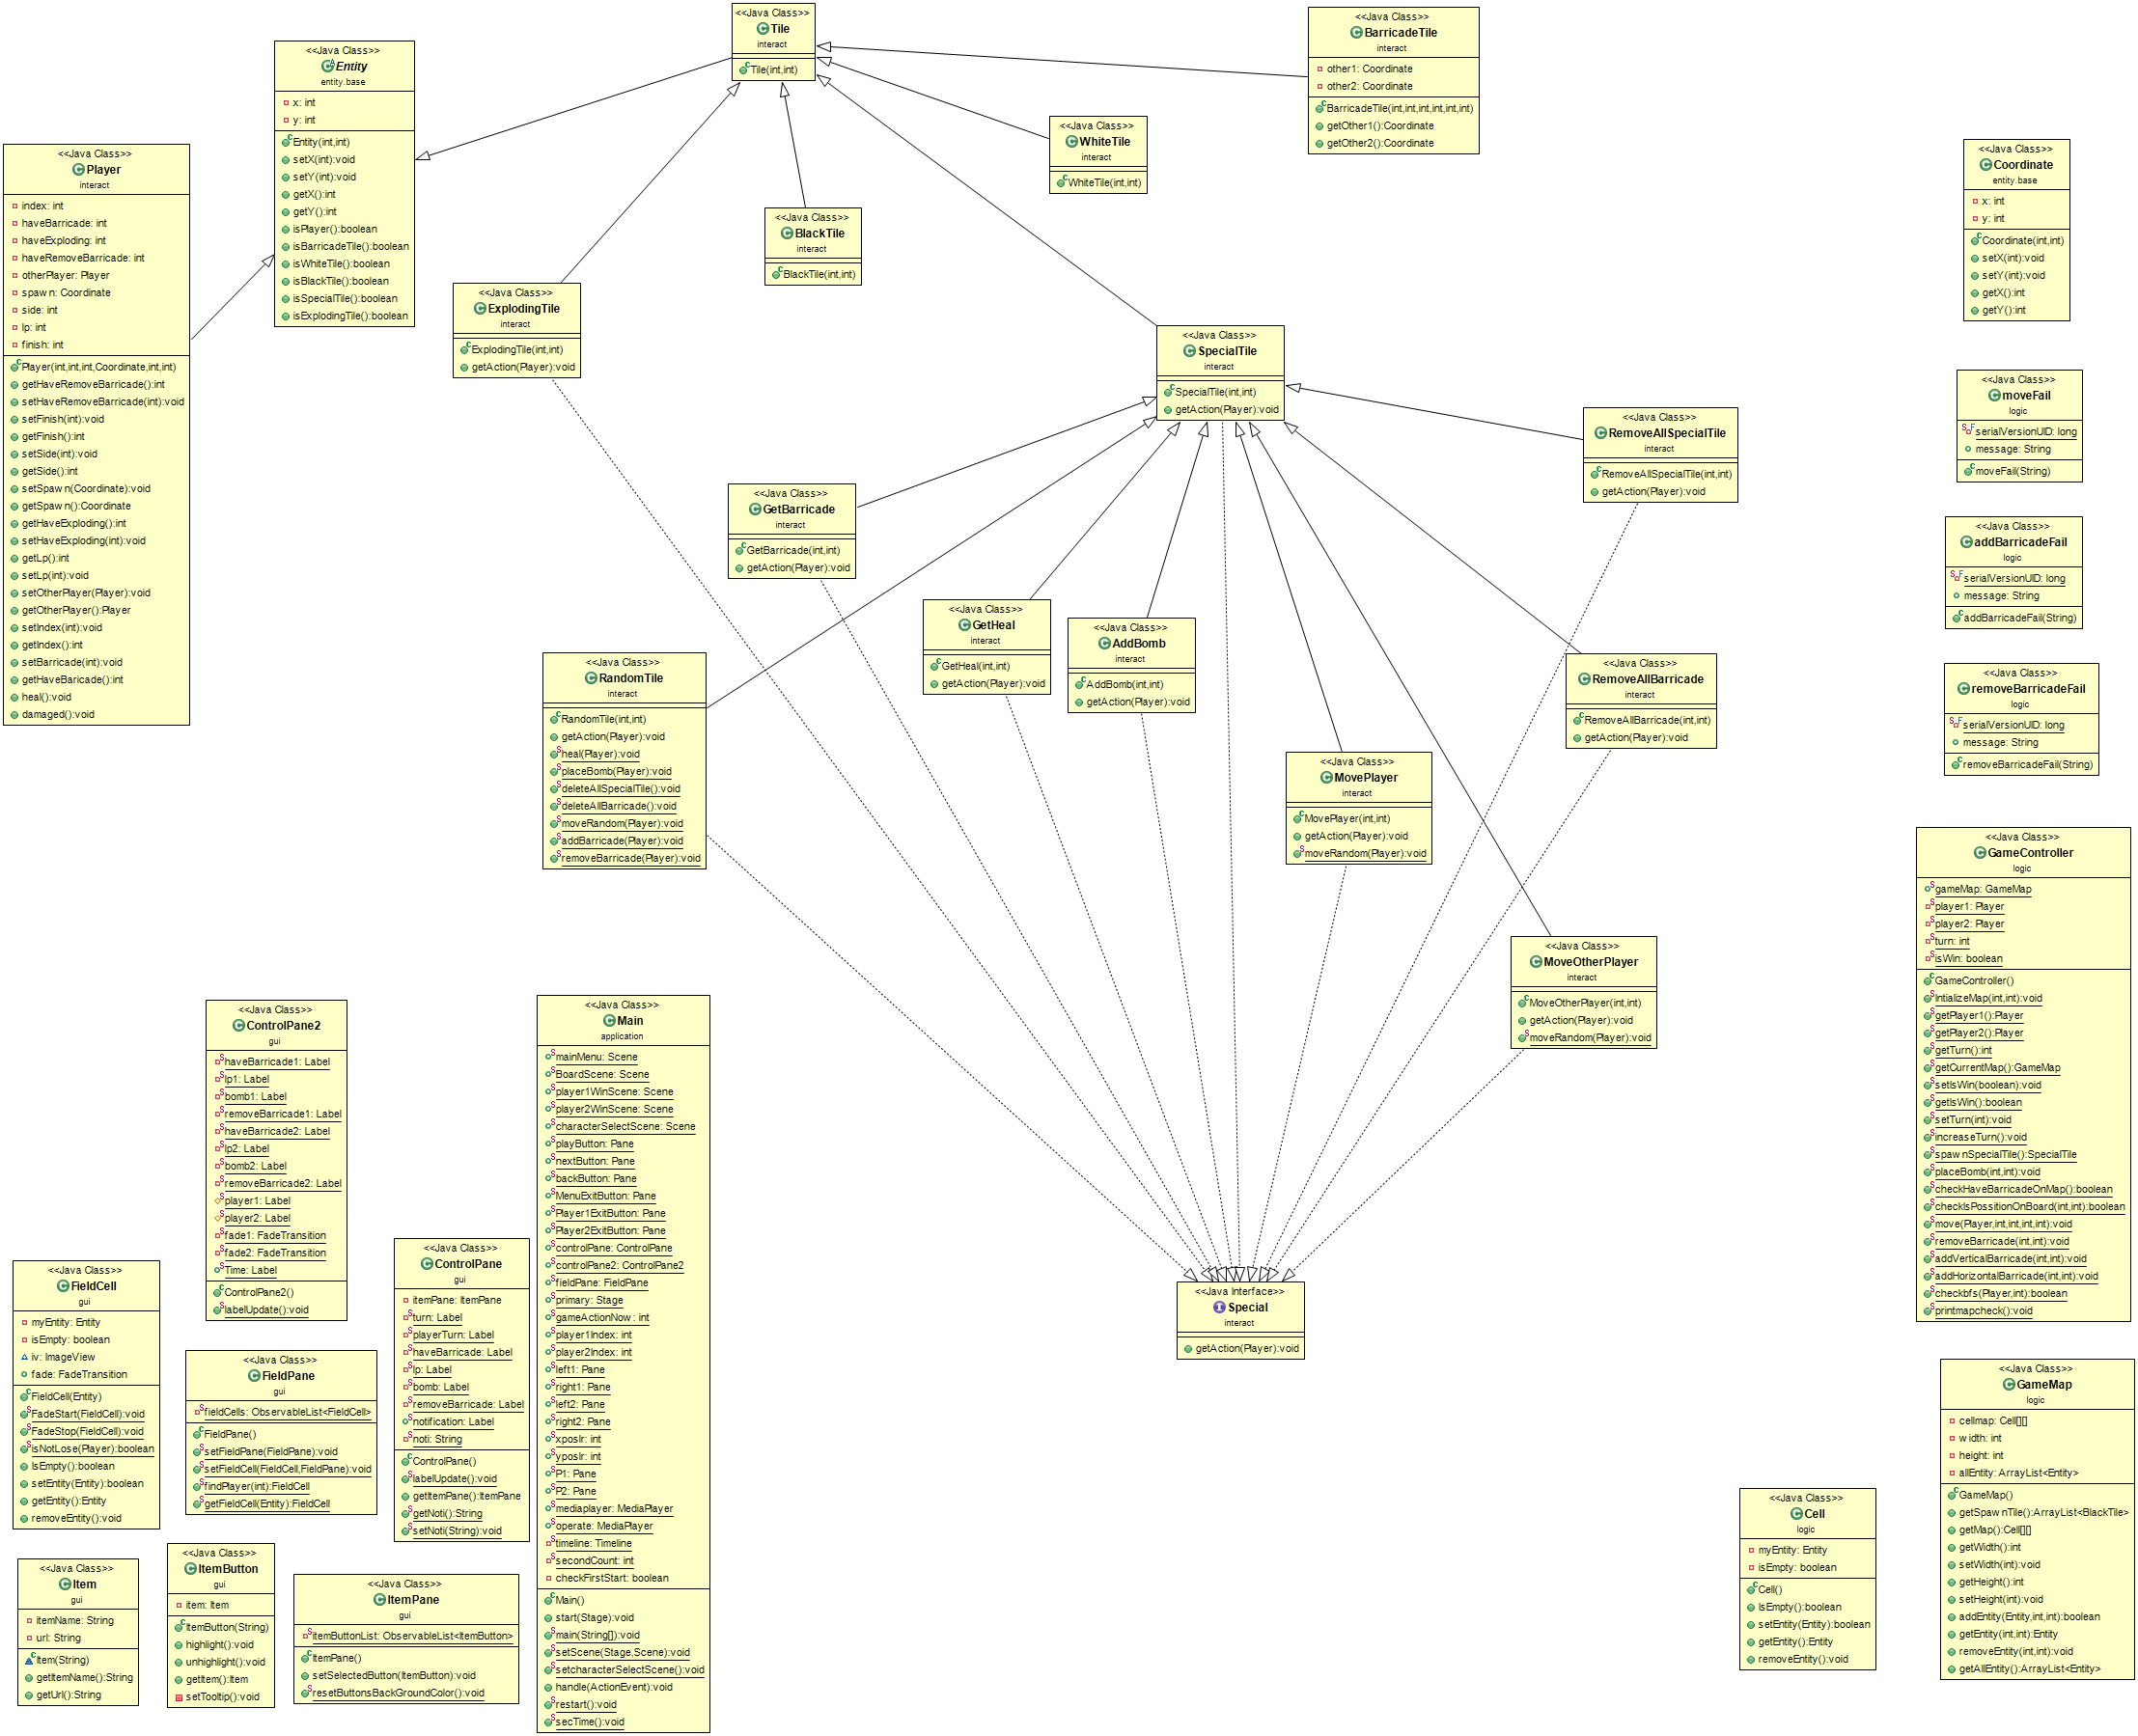 <<Java Class>>
Tile
interact
Tile(int,int)
<<Java Class>>
BarricadeTile
interact
other1: Coordinate
other2: Coordinate
BarricadeTile(int,int,int,int,int,int)
getOther1():Coordinate
getOther2():Coordinate
<<Java Class>>
Entity
entity.base
x: int
y: int
Entity(int,int)
setX(int):void
setY(int):void
getX():int
getY():int
isPlayer():boolean
isBarricadeTile():boolean
isWhiteTile():boolean
isBlackTile():boolean
isSpecialTile():boolean
isExplodingTile():boolean
<<Java Class>>
WhiteTile
interact
WhiteTile(int,int)
<<Java Class>>
Player
interact
index: int
haveBarricade: int
haveExploding: int
haveRemoveBarricade: int
otherPlayer: Player
spawn: Coordinate
side: int
lp: int
finish: int
Player(int,int,int,Coordinate,int,int)
getHaveRemoveBarricade():int
setHaveRemoveBarricade(int):void
setFinish(int):void
getFinish():int
setSide(int):void
getSide():int
setSpawn(Coordinate):void
getSpawn():Coordinate
getHaveExploding():int
setHaveExploding(int):void
getLp():int
setLp(int):void
setOtherPlayer(Player):void
getOtherPlayer():Player
setIndex(int):void
getIndex():int
setBarricade(int):void
getHaveBaricade():int
heal():void
damaged():void
<<Java Class>>
Coordinate
entity.base
x: int
y: int
Coordinate(int,int)
setX(int):void
setY(int):void
getX():int
getY():int
<<Java Class>>
BlackTile
interact
BlackTile(int,int)
<<Java Class>>
ExplodingTile
interact
ExplodingTile(int,int)
getAction(Player):void
<<Java Class>>
SpecialTile
interact
SpecialTile(int,int)
getAction(Player):void
<<Java Class>>
moveFail
logic
serialVersionUID: long
message: String
moveFail(String)
<<Java Class>>
RemoveAllSpecialTile
interact
RemoveAllSpecialTile(int,int)
getAction(Player):void
<<Java Class>>
GetBarricade
interact
GetBarricade(int,int)
getAction(Player):void
<<Java Class>>
addBarricadeFail
logic
serialVersionUID: long
message: String
addBarricadeFail(String)
<<Java Class>>
GetHeal
interact
GetHeal(int,int)
getAction(Player):void
<<Java Class>>
AddBomb
interact
AddBomb(int,int)
getAction(Player):void
<<Java Class>>
RandomTile
interact
RandomTile(int,int)
getAction(Player):void
heal(Player):void
placeBomb(Player):void
deleteAllSpecialTile():void
deleteAllBarricade():void
moveRandom(Player):void
addBarricade(Player):void
removeBarricade(Player):void
<<Java Class>>
RemoveAllBarricade
interact
RemoveAllBarricade(int,int)
getAction(Player):void
<<Java Class>>
removeBarricadeFail
logic
serialVersionUID: long
message: String
removeBarricadeFail(String)
<<Java Class>>
MovePlayer
interact
MovePlayer(int,int)
getAction(Player):void
moveRandom(Player):void
<<Java Class>>
GameController
logic
gameMap: GameMap
player1: Player
player2: Player
turn: int
isWin: boolean
GameController()
IntializeMap(int,int):void
getPlayer1():Player
getPlayer2():Player
getTurn():int
getCurrentMap():GameMap
setIsWin(boolean):void
getIsWin():boolean
setTurn(int):void
increaseTurn():void
spawnSpecialTile():SpecialTile
placeBomb(int,int):void
checkHaveBarricadeOnMap():boolean
checkIsPossitionOnBoard(int,int):boolean
move(Player,int,int,int,int):void
removeBarricade(int,int):void
addVerticalBarricade(int,int):void
addHorizontalBarricade(int,int):void
checkbfs(Player,int):boolean
printmapcheck():void
<<Java Class>>
MoveOtherPlayer
interact
MoveOtherPlayer(int,int)
getAction(Player):void
moveRandom(Player):void
<<Java Class>>
ControlPane2
gui
haveBarricade1: Label
lp1: Label
bomb1: Label
removeBarricade1: Label
haveBarricade2: Label
lp2: Label
bomb2: Label
removeBarricade2: Label
player1: Label
player2: Label
fade1: FadeTransition
fade2: FadeTransition
Time: Label
ControlPane2()
labelUpdate():void
<<Java Class>>
Main
application
mainMenu: Scene
BoardScene: Scene
player1WinScene: Scene
player2WinScene: Scene
characterSelectScene: Scene
playButton: Pane
nextButton: Pane
backButton: Pane
MenuExitButton: Pane
Player1ExitButton: Pane
Player2ExitButton: Pane
controlPane: ControlPane
controlPane2: ControlPane2
fieldPane: FieldPane
primary: Stage
gameActionNow: int
player1Index: int
player2Index: int
left1: Pane
right1: Pane
left2: Pane
right2: Pane
xposlr: int
yposlr: int
P1: Pane
P2: Pane
mediaplayer: MediaPlayer
operate: MediaPlayer
timeline: Timeline
secondCount: int
checkFirstStart: boolean
Main()
start(Stage):void
main(String[]):void
setScene(Stage,Scene):void
setcharacterSelectScene():void
handle(ActionEvent):void
restart():void
secTime():void
<<Java Class>>
ControlPane
gui
itemPane: ItemPane
turn: Label
playerTurn: Label
haveBarricade: Label
lp: Label
bomb: Label
removeBarricade: Label
notification: Label
noti: String
ControlPane()
labelUpdate():void
getItemPane():ItemPane
getNoti():String
setNoti(String):void
<<Java Class>>
FieldCell
gui
myEntity: Entity
isEmpty: boolean
iv: ImageView
fade: FadeTransition
FieldCell(Entity)
FadeStart(FieldCell):void
FadeStop(FieldCell):void
isNotLose(Player):boolean
IsEmpty():boolean
setEntity(Entity):boolean
getEntity():Entity
removeEntity():void
<<Java Interface>>
Special
interact
getAction(Player):void
<<Java Class>>
FieldPane
gui
fieldCells: ObservableList<FieldCell>
FieldPane()
setFieldPane(FieldPane):void
setFieldCell(FieldCell,FieldPane):void
findPlayer(int):FieldCell
getFieldCell(Entity):FieldCell
<<Java Class>>
GameMap
logic
cellmap: Cell[][]
width: int
height: int
allEntity: ArrayList<Entity>
GameMap()
getSpawnTile():ArrayList<BlackTile>
getMap():Cell[][]
getWidth():int
setWidth(int):void
getHeight():int
setHeight(int):void
addEntity(Entity,int,int):boolean
getEntity(int,int):Entity
removeEntity(int,int):void
getAllEntity():ArrayList<Entity>
<<Java Class>>
Cell
logic
myEntity: Entity
isEmpty: boolean
Cell()
IsEmpty():boolean
setEntity(Entity):boolean
getEntity():Entity
removeEntity():void
<<Java Class>>
Item
gui
itemName: String
url: String
Item(String)
getItemName():String
getUrl():String
<<Java Class>>
ItemButton
gui
item: Item
ItemButton(String)
highlight():void
unhighlight():void
getItem():Item
setTooltip():void
<<Java Class>>
ItemPane
gui
itemButtonList: ObservableList<ItemButton>
ItemPane()
setSelectedButton(ItemButton):void
resetButtonsBackGroundColor():void